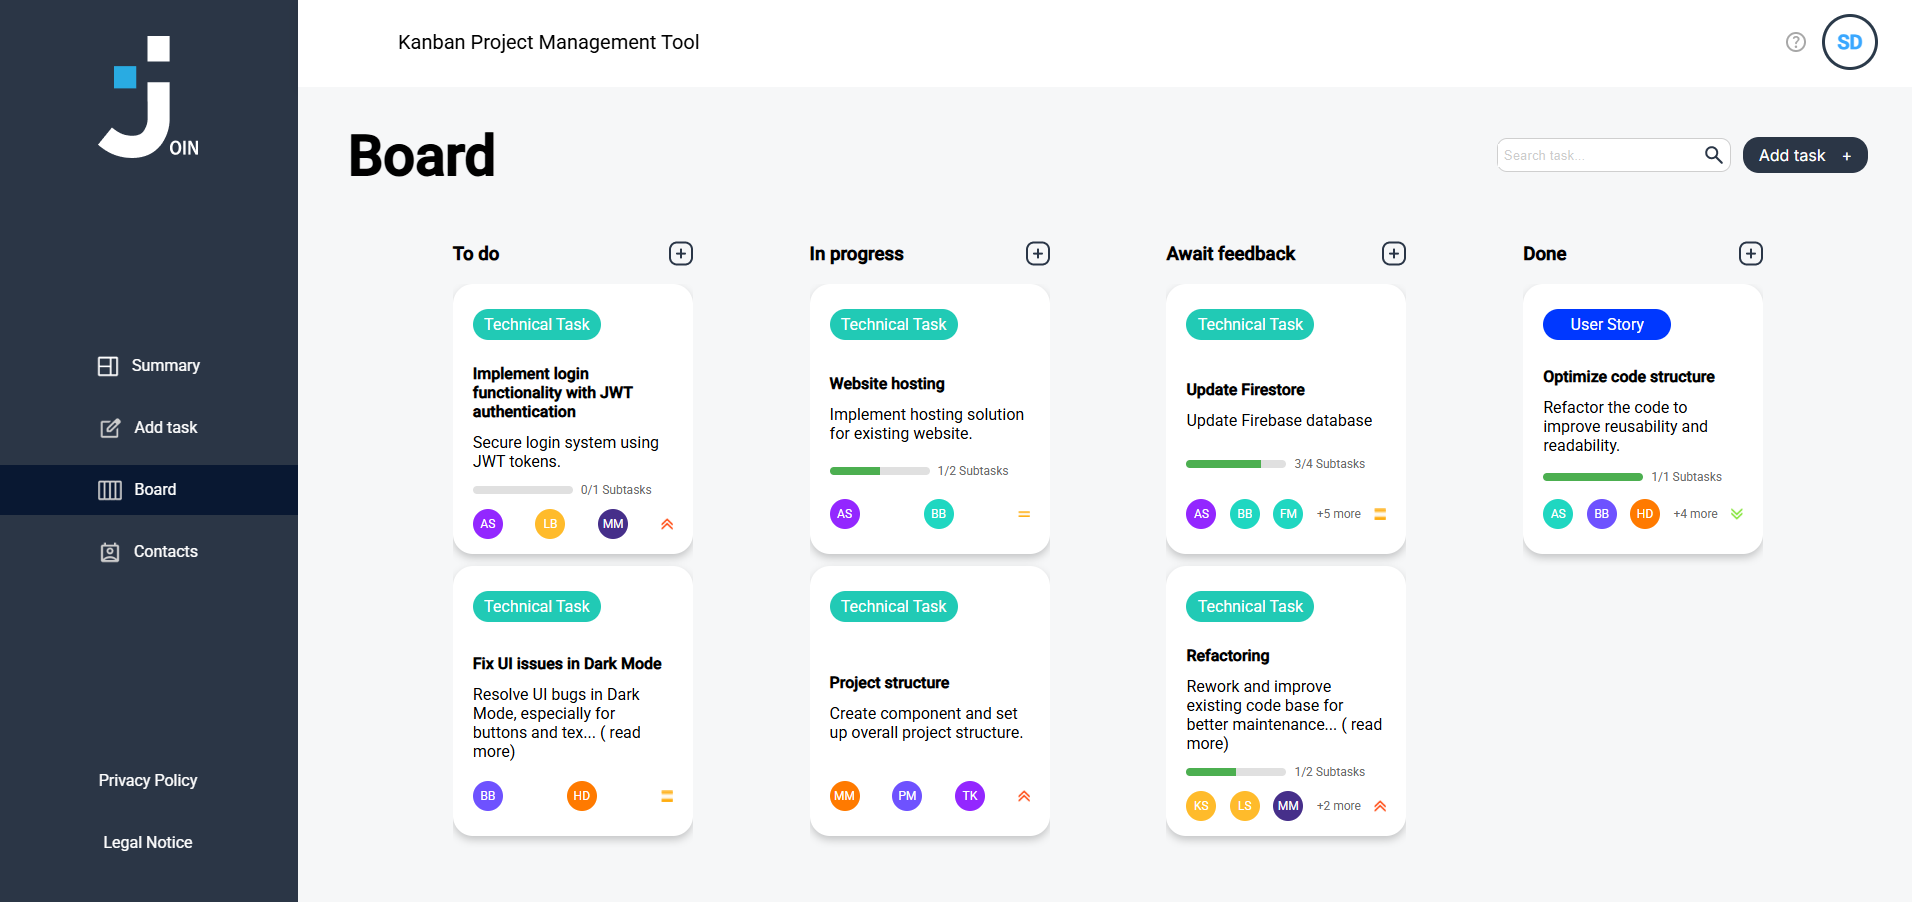 OIN
Summary
Add task
Board
Contacts
Privacy Policy
Legal Notice
Kanban Project Management Tool
?
SD
Board
Search task...
Add task +
To do
Technical Task
Implement login
functionality with JWT
authentication
Secure login system using
JWT tokens.
0/1 Subtasks
AS LB MM
Technical Task
Fix UI issues in Dark Mode
Resolve UI bugs in Dark
Mode, especially for
buttons and tex... ( read
more)
BB HD
In progress
Technical Task
Website hosting
Implement hosting solution
for existing website.
1/2 Subtasks
AS BB
Technical Task
Project structure
Create component and set
up overall project structure.
MM PM TK
Await feedback
Technical Task
Update Firestore
Update Firebase database
3/4 Subtasks
AS BB FM +5 more
Technical Task
Refactoring
Rework and improve
existing code base for
better maintenance... ( read
more)
1/2 Subtasks
KS LS MM +2 more
Done
User Story
Optimize code structure
Refactor the code to
improve reusability and
readability.
1/1 Subtasks
AS BB HD +4 more